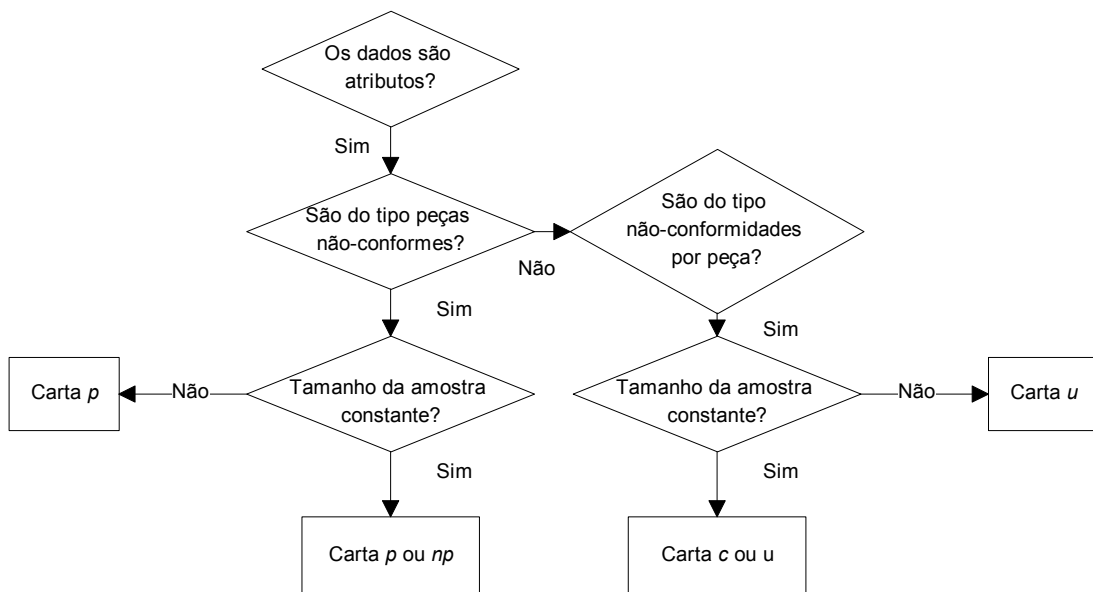 Os dados são
atributos?
Sim
São do tipo peças
não-conformes?
Não
São do tipo
não-conformidades
por peça?
Sim
Sim
Carta p
Não
Tamanho da amostra
constante?
Tamanho da amostra
constante?
Não
Carta u
Sim
Sim
Carta p ou np
Carta c ou u